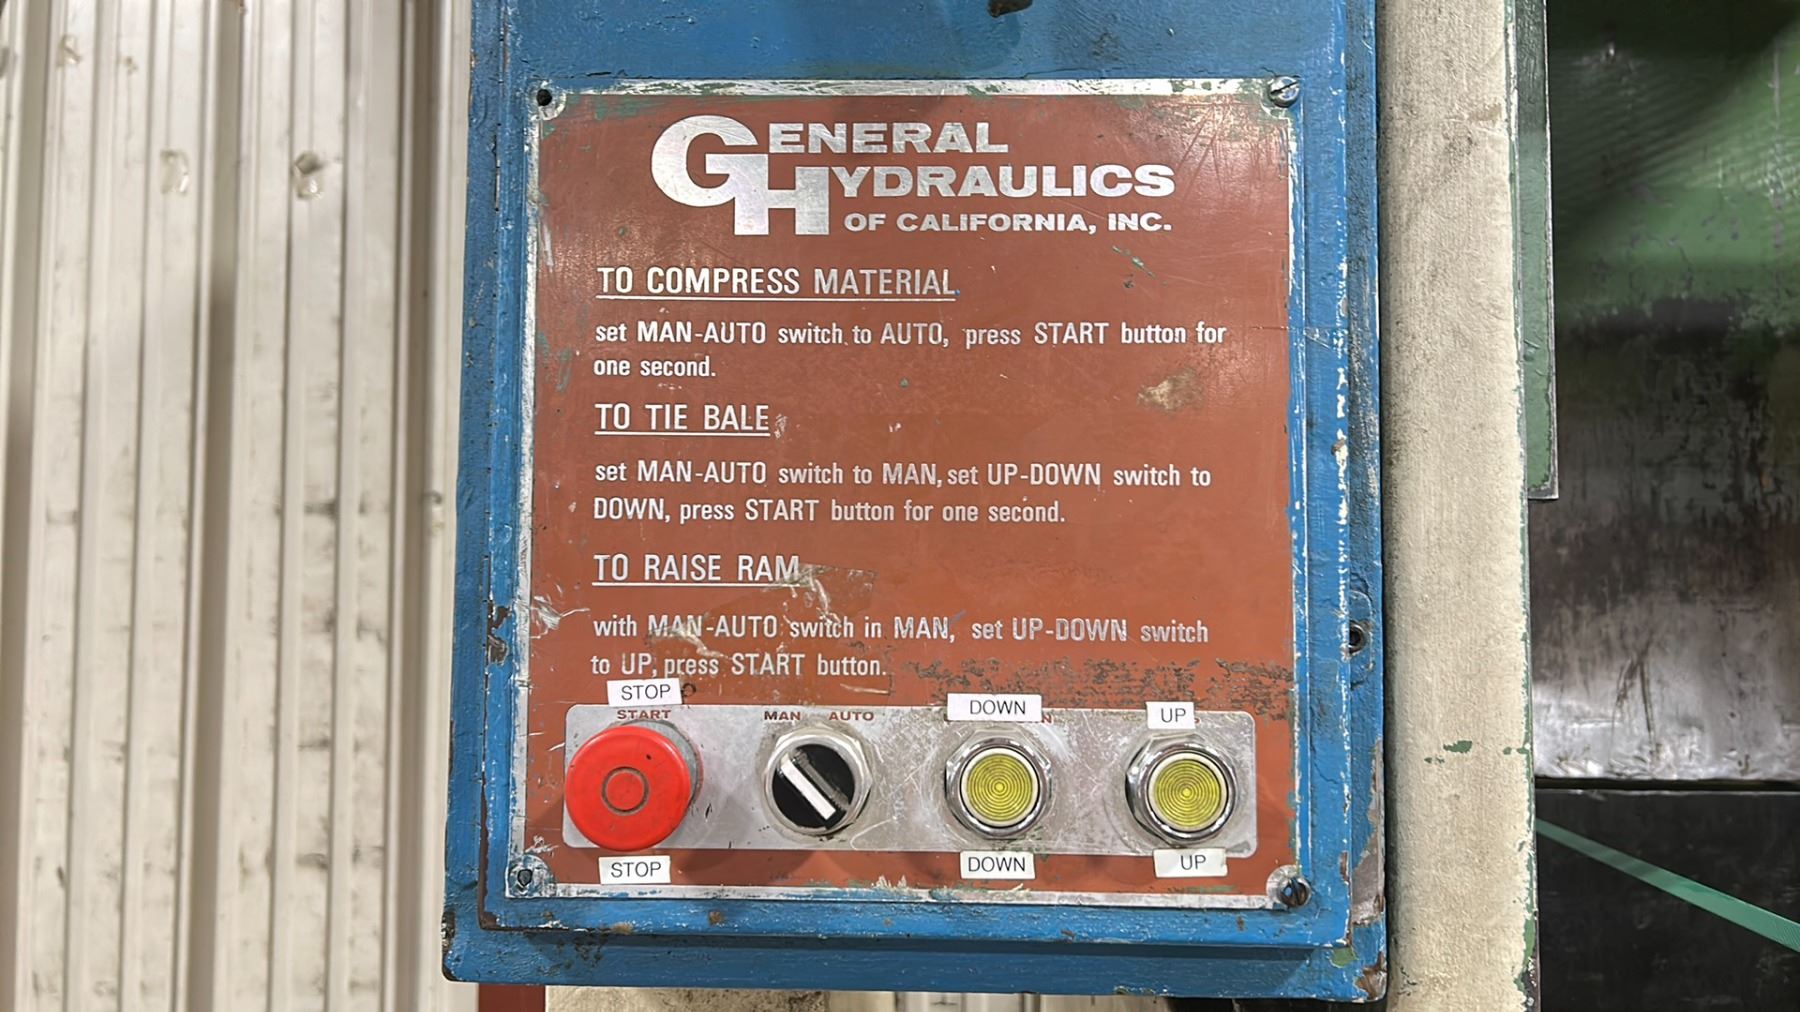 GENERAL
HYDRAULICS
OF CALIFORNIA, INC.
TO COMPRESS MATERIAL
set MAN-AUTO switch to AUTO, press START button for
one second.
TO TIE BALE
set MAN-AUTO switch to MAN, set UP-DOWN switch to
DOWN, press START button for one second.
TO RAISE RAM
with MAN-AUTO switch in MAN, set UP-DOWN switch
to UP, press START button.
STOP
START
MAN AUTO
DOWN
UP
STOP
DOWN
UP